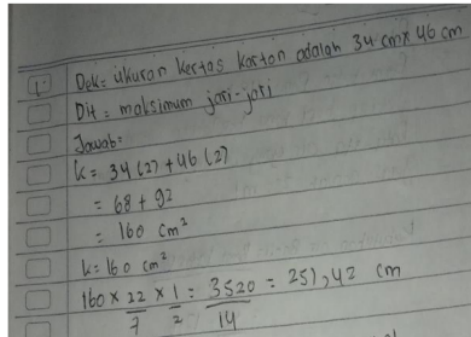 1. Dek = ukuran kertas karton adalah 34 cm x 46 cm
Dit = maksimum jari-jari
Jawab =
k = 34 (2) + 46 (2)
= 68 + 92
= 160 cm²
k = 160 cm²
160 x 22/7 x 1/2 = 3520/14 = 251,42 cm